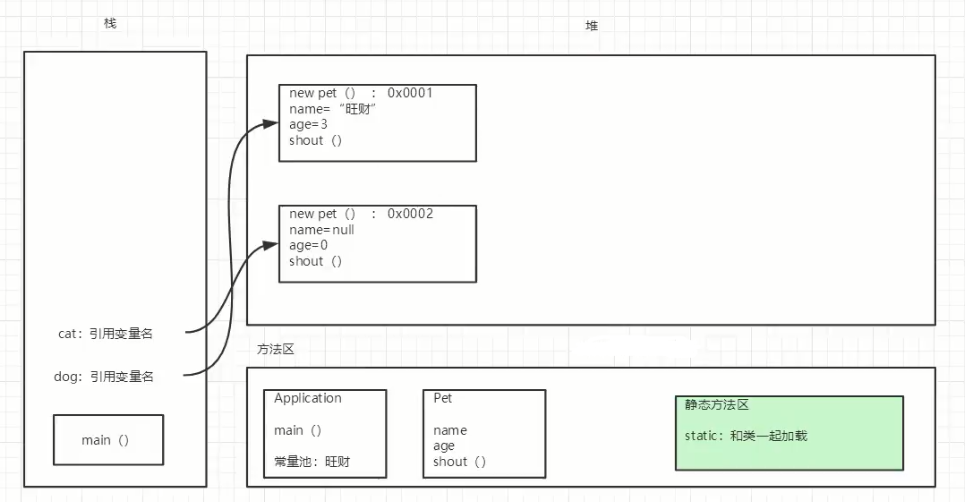 栈
堆
new pet（） ： 0x0001
name=“旺财”
age=3
shout（）
new pet（） ： 0x0002
name=null
age=0
shout（）
cat：引用变量名
dog：引用变量名
main（）
方法区
Application
main（）
常量池：旺财
Pet
name
age
shout（）
静态方法区
static：和类一起加载